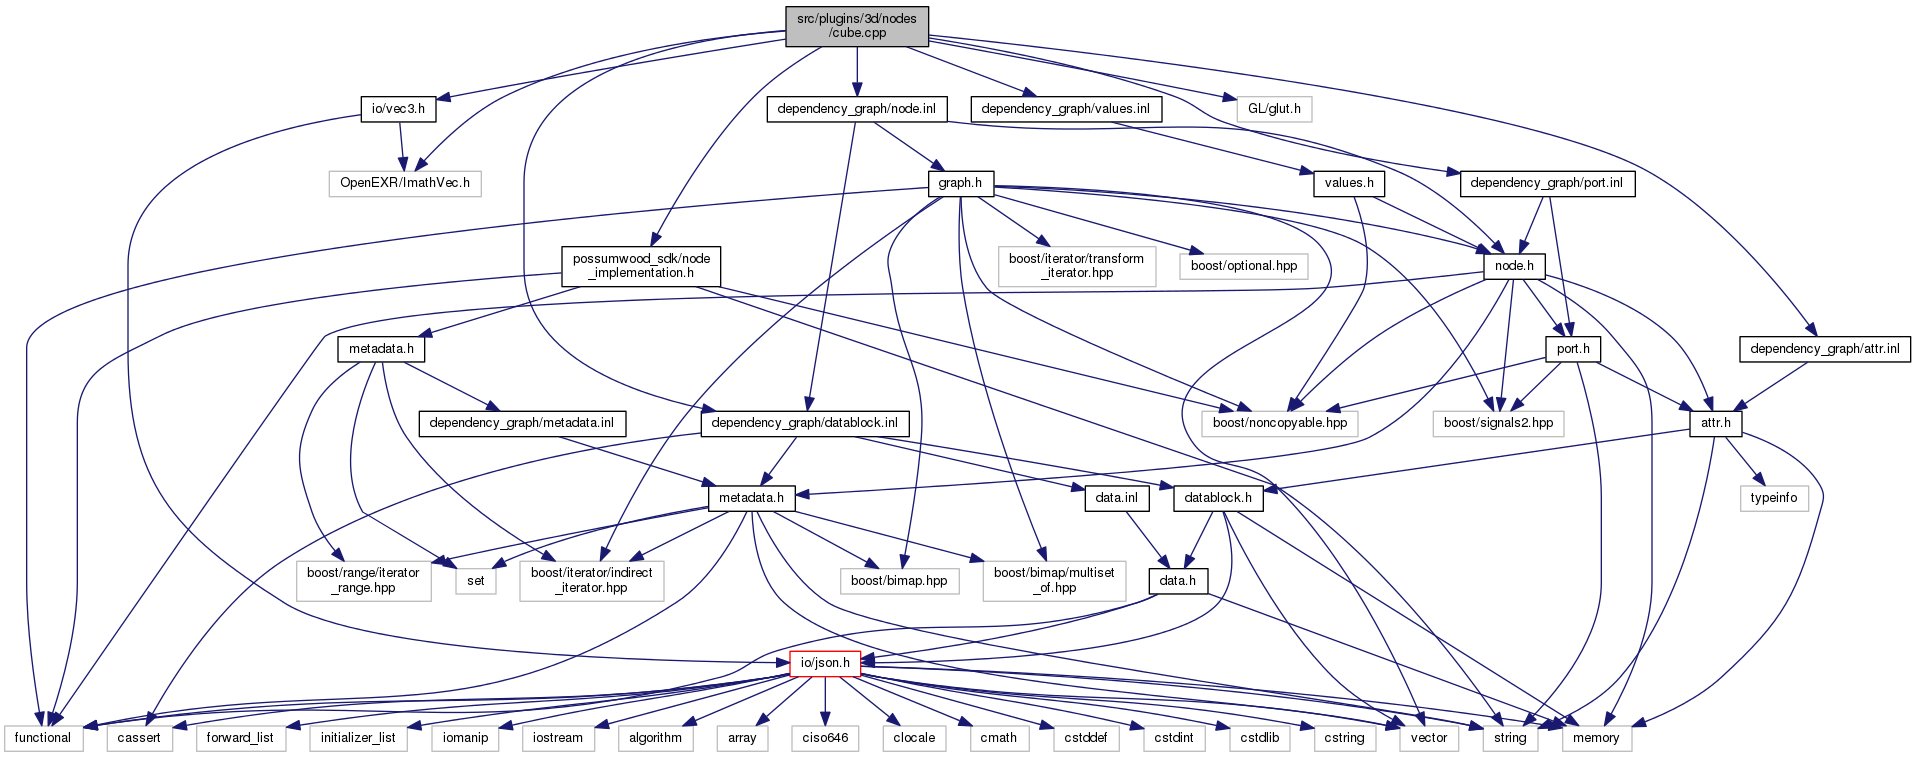 src/plugins/3d/nodes
/cube.cpp
io/vec3.h
dependency_graph/node.inl
dependency_graph/values.inl
GL/glut.h
OpenEXR/ImathVec.h
graph.h
values.h
dependency_graph/port.inl
possumwood_sdk/node
_implementation.h
boost/iterator/transform
_iterator.hpp
boost/optional.hpp
node.h
metadata.h
port.h
dependency_graph/attr.inl
dependency_graph/metadata.inl
dependency_graph/datablock.inl
boost/noncopyable.hpp
boost/signals2.hpp
attr.h
metadata.h
data.inl
datablock.h
typeinfo
boost/range/iterator
_range.hpp
set
boost/iterator/indirect
_iterator.hpp
boost/bimap.hpp
boost/bimap/multiset
_of.hpp
data.h
io/json.h
functional
cassert
forward_list
initializer_list
iomanip
iostream
algorithm
array
ciso646
clocale
cmath
cstddef
cstdint
cstdlib
cstring
vector
string
memory